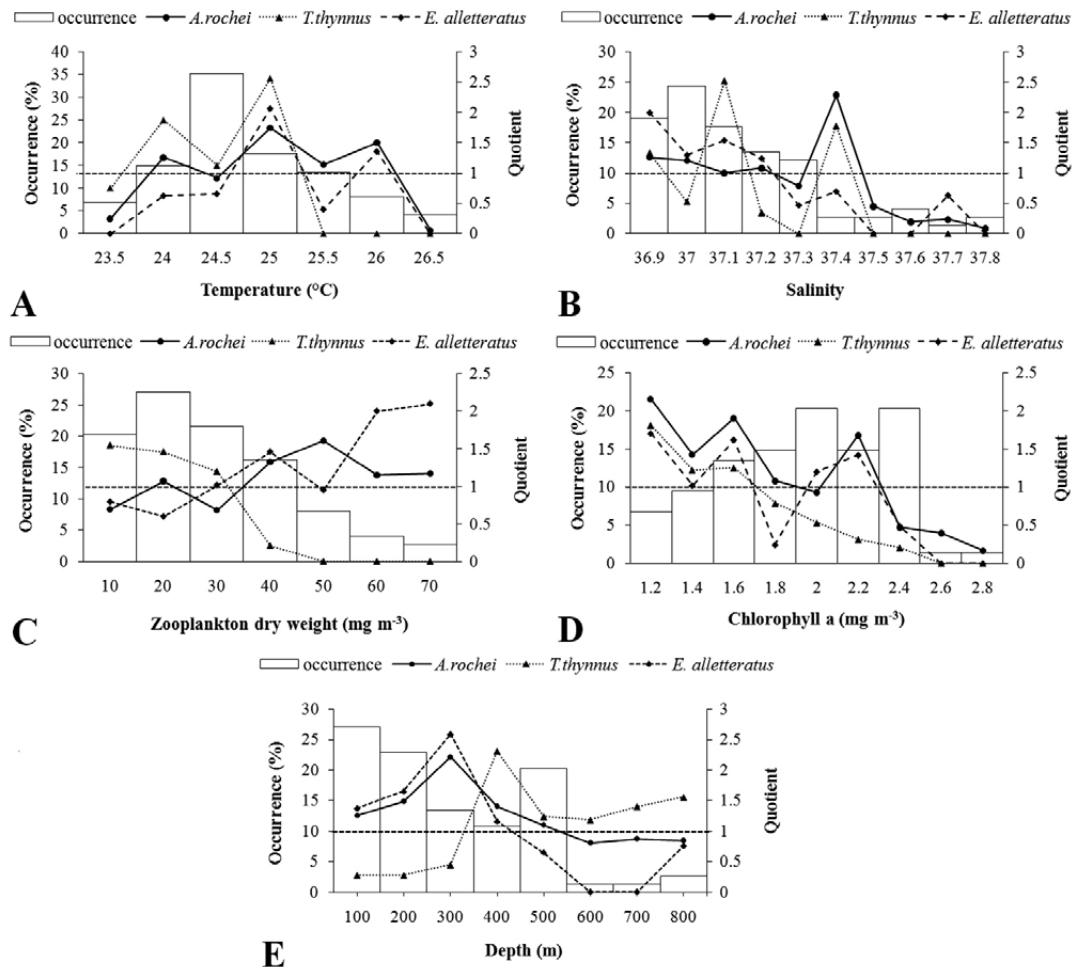 occurrence A.rochei T.thynnus E. alletteratus
40 3
35 2.5
30 2
25
20 1.5
15 1
10
5 0.5
0 0
Occurrence (%)
Quotient
23.5 24 24.5 25 25.5 26 26.5
Temperature (°C)
A
occurrence A.rochei T.thynnus E. alletteratus
30 3
25 2.5
20 2
15 1.5
10 1
5 0.5
0 0
Occurrence (%)
Quotient
36.9 37 37.1 37.2 37.3 37.4 37.5 37.6 37.7 37.8
Salinity
B
occurrence A.rochei T.thynnus E. alletteratus
30 2.5
25 2
20 1.5
15
10 1
5 0.5
0 0
Occurrence (%)
Quotient
10 20 30 40 50 60 70
Zooplankton dry weight (mg m-3)
C
occurrence A.rochei T.thynnus E. alletteratus
25 2.5
20 2
15 1.5
10 1
5 0.5
0 0
Occurrence (%)
Quotient
1.2 1.4 1.6 1.8 2 2.2 2.4 2.6 2.8
Chlorophyll a (mg m-3)
D
occurrence A.rochei T.thynnus E. alletteratus
30 3
25 2.5
20 2
15 1.5
10 1
5 0.5
0 0
Occurrence (%)
Quotient
100 200 300 400 500 600 700 800
Depth (m)
E